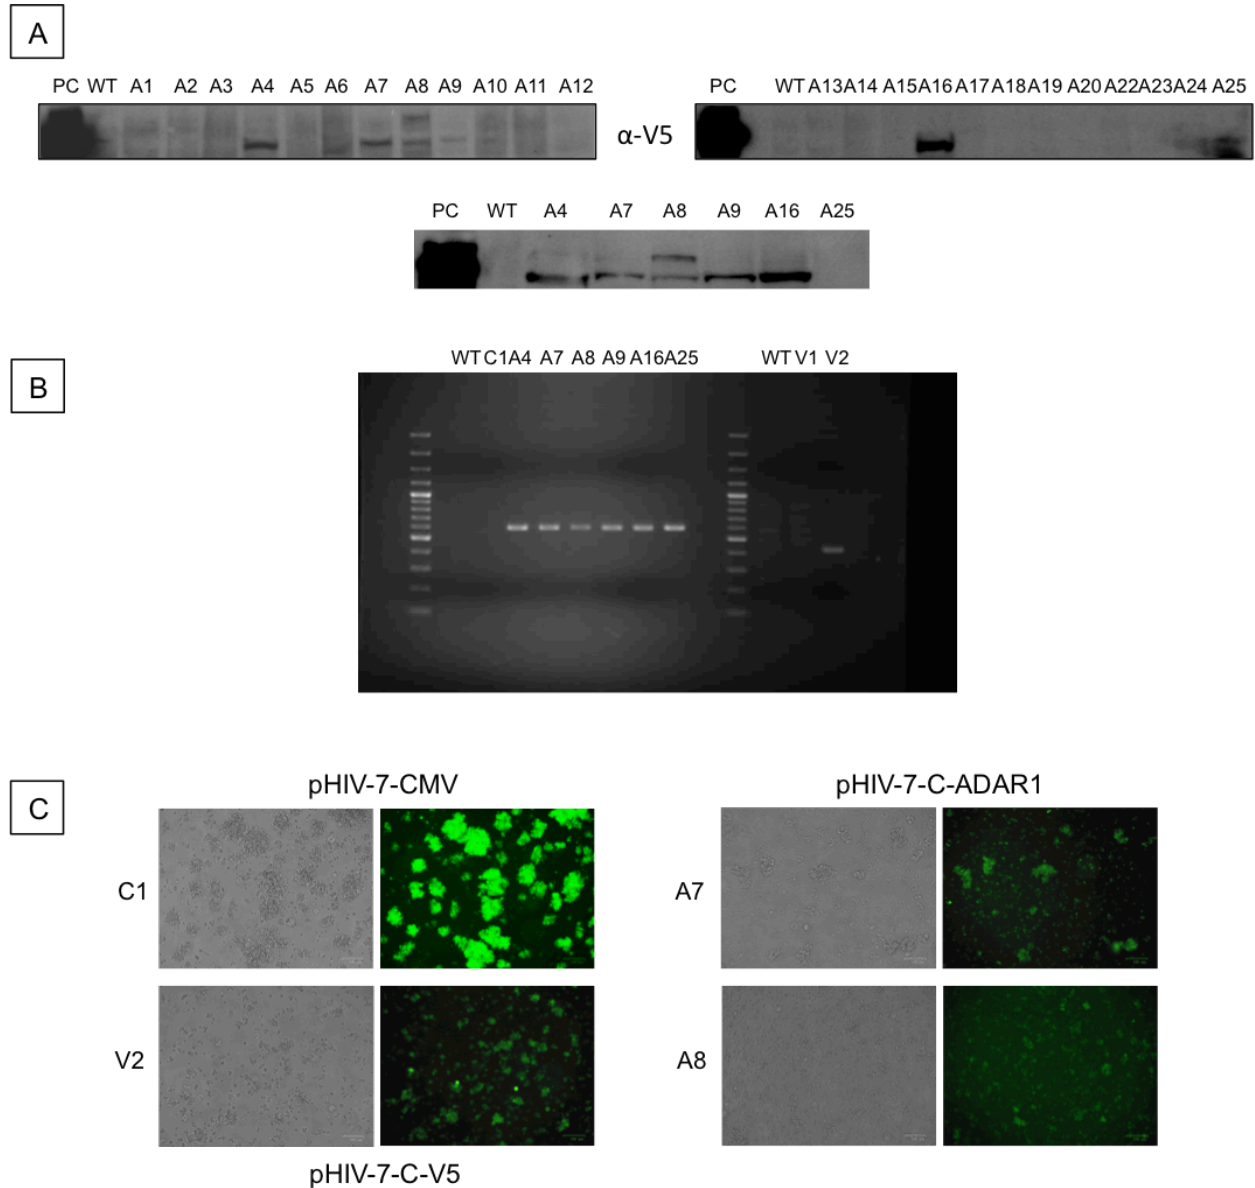 A
PC WT A1 A2 A3 A4 A5 A6 A7 A8 A9 A10 A11 A12
α-V5
PC WT A13 A14 A15 A16 A17 A18 A19 A20 A22 A23 A24 A25
PC WT A4 A7 A8 A9 A16 A25
B
WT C1 A4 A7 A8 A9 A16 A25 WT V1 V2
C
pHIV-7-CMV
pHIV-7-C-ADAR1
C1
A7
V2
A8
pHIV-7-C-V5